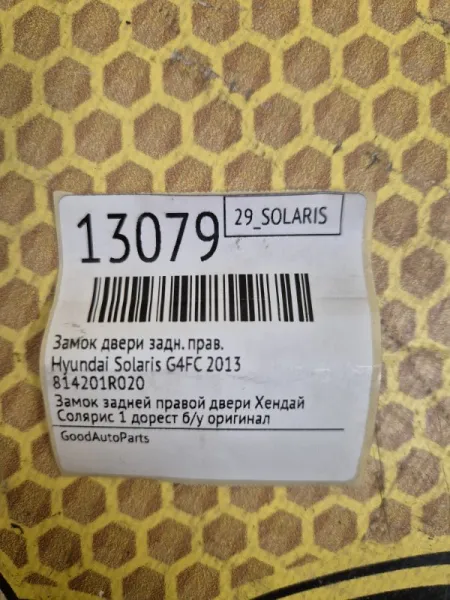 13079
29_SOLARIS
Замок двери задн. прав.
Hyundai Solaris G4FC 2013
814201R020
Замок задней правой двери Хендай
Солярис 1 дорест б/у оригинал
GoodAutoParts